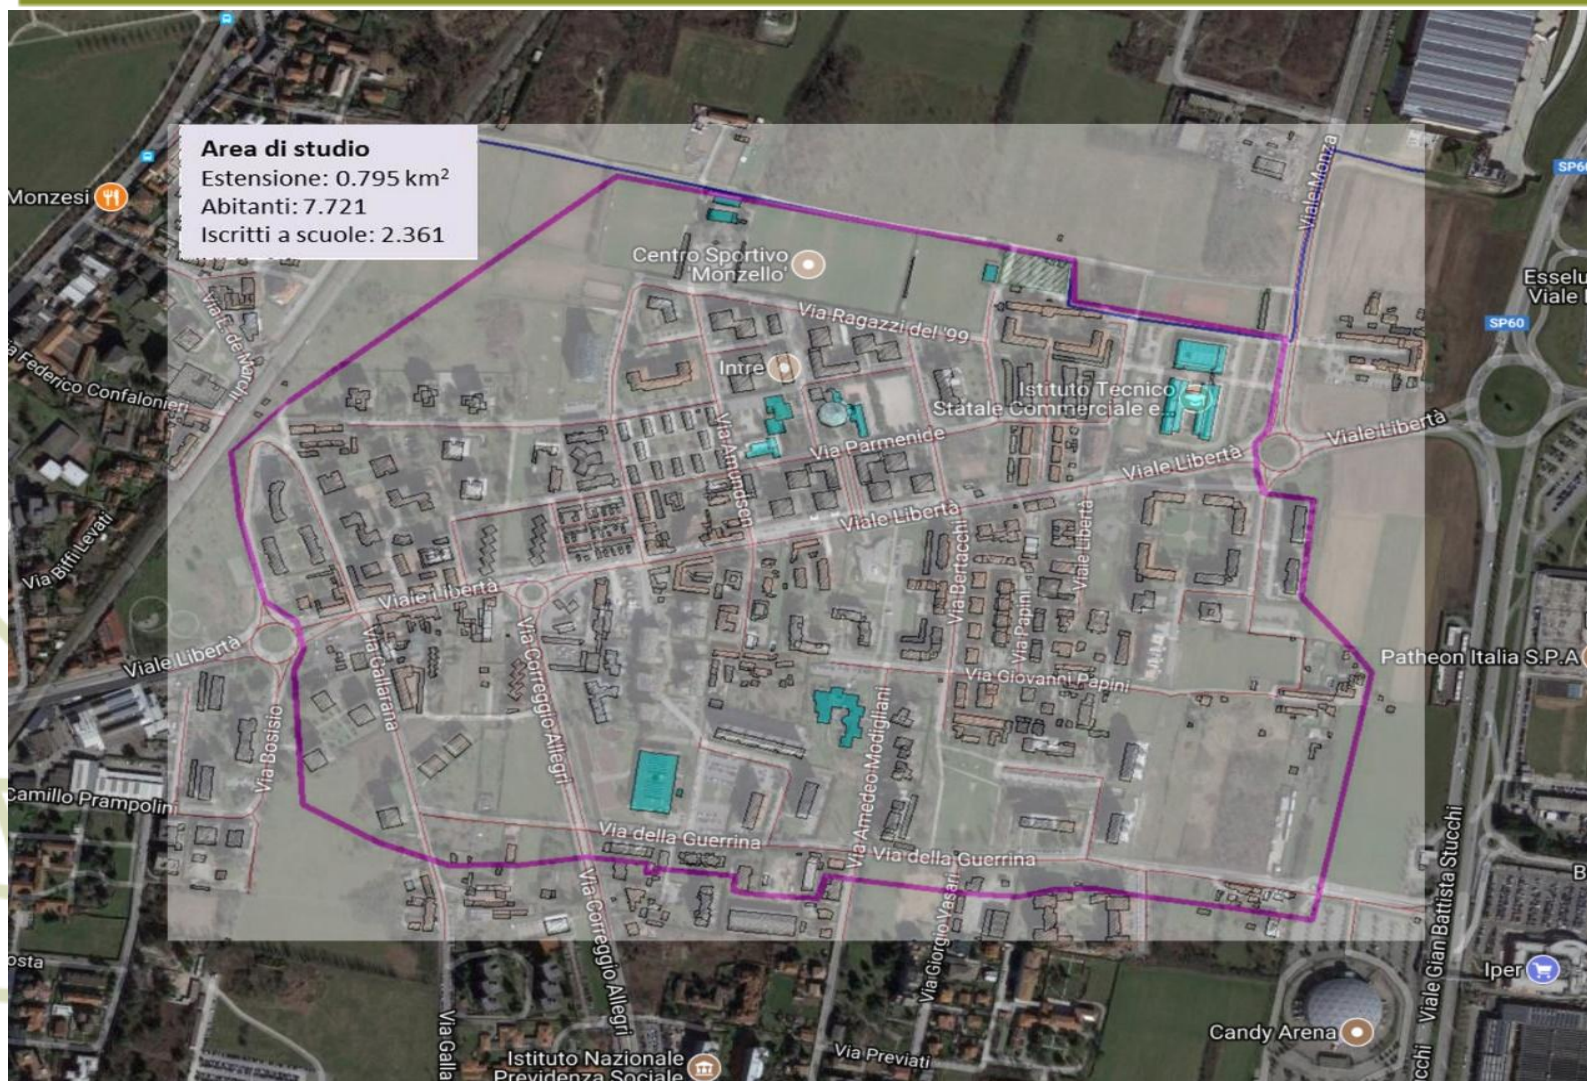 Area di studio
Estensione: 0.795 km²
Abitanti: 7.721
Iscritti a scuole: 2.361
Monzesi
Viale Monza
SP60
Centro Sportivo
'Monzello'
Esselu
Viale
SP60
Via E. de Marchi
Via Ragazzi del '99
via Federico Confalonieri
Intre
Istituto Tecnico
Statale Commerciale e...
Via Amundsen
Via Parmenide
Viale Libertà
Viale Libertà
Viale Libertà
Via Biffi Levati
Via Bertacchi
Viale Libertà
Viale Libertà
Viale Libertà
Via Gallarana
Via Correggio Allegri
Via Papini
Patheon Italia S.P.A
Via Giovanni Papini
Via Bosisio
Via Amedeo Modigliani
Camillo Prampolini
Via della Guerrina
Via della Guerrina
Viale Gian Battista Stucchi
Via Correggio Allegri
Via Giorgio Vasari
osta
Iper
Candy Arena
Via Galla
Istituto Nazionale
Previdenza Sociale
Via Previati
cchi